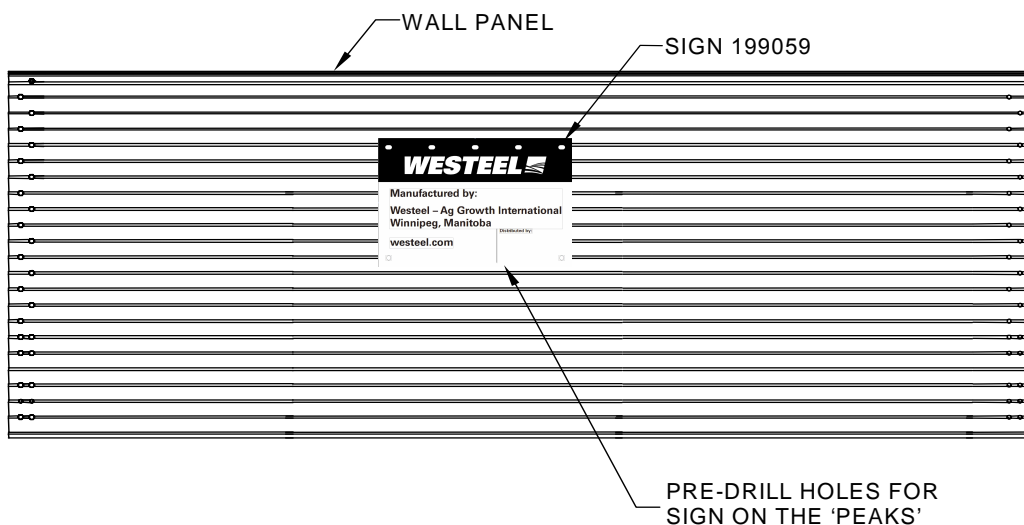 WALL PANEL
SIGN 199059
WESTEEL
Manufactured by:
Westeel – Ag Growth International
Winnipeg, Manitoba
Distributed by:
westeel.com
PRE-DRILL HOLES FOR
SIGN ON THE ‘PEAKS’